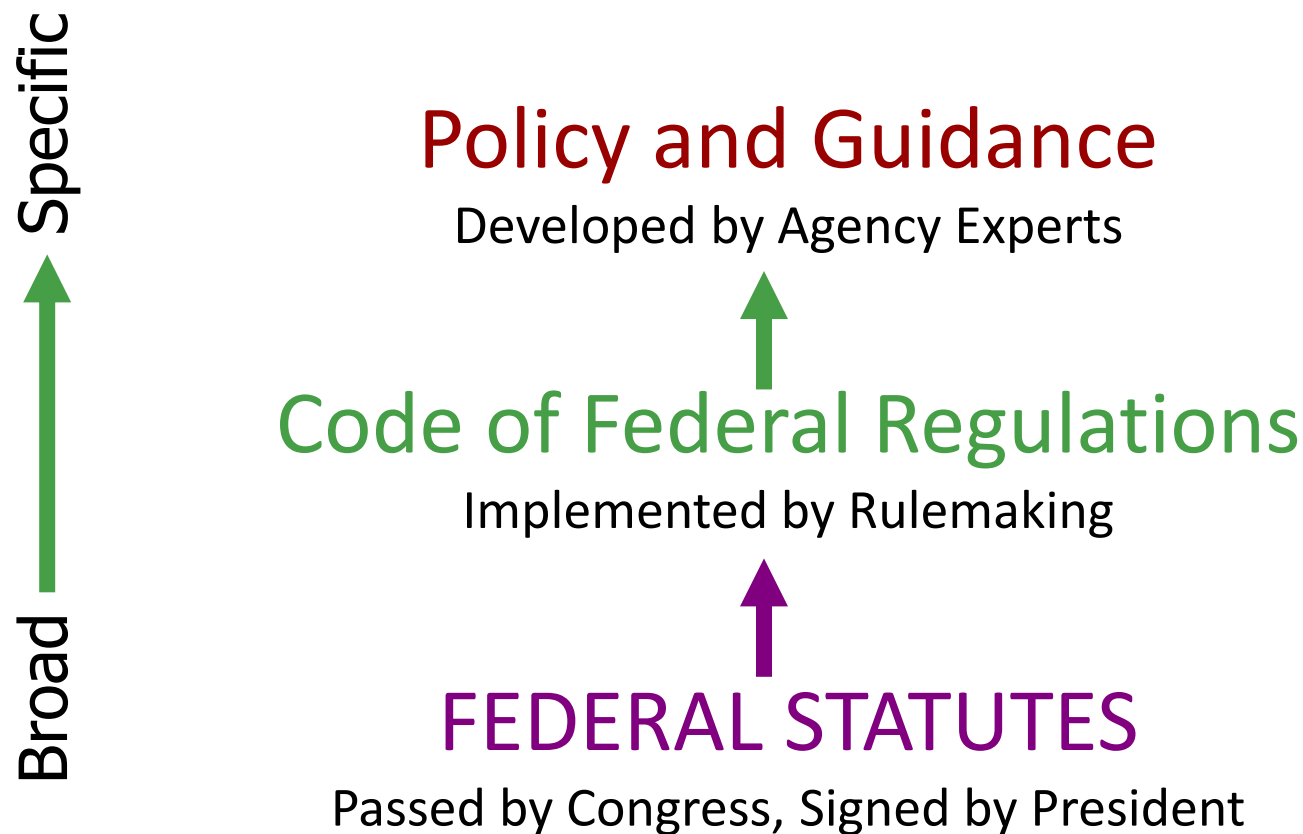 Specific
Broad
Policy and Guidance
Developed by Agency Experts
Code of Federal Regulations
Implemented by Rulemaking
FEDERAL STATUTES
Passed by Congress, Signed by President